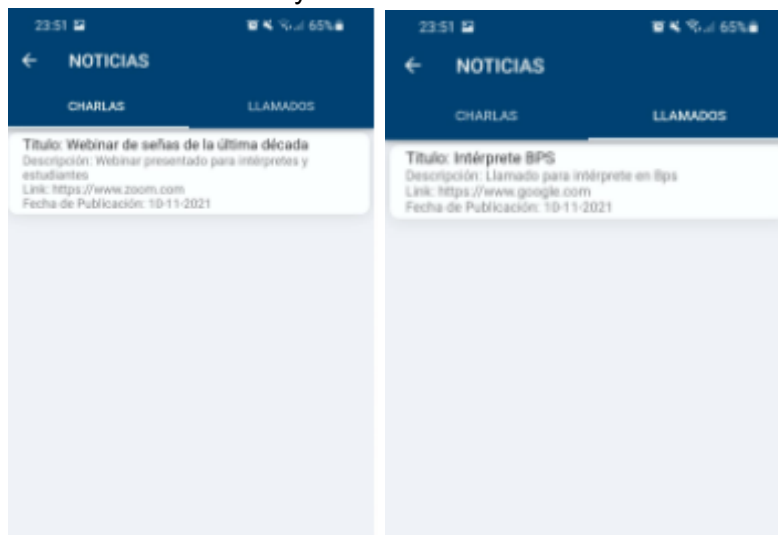 y
23:51 65%
NOTICIAS
CHARLAS LLAMADOS
Título: Webinar de señas de la última década
Descripción: Webinar presentado para intérpretes y
estudiantes
Link: https://www.zoom.com
Fecha de Publicación: 10-11-2021
23:51 65%
NOTICIAS
CHARLAS LLAMADOS
Título: Intérprete BPS
Descripción: Llamado para intérprete en Bps
Link: https://www.google.com
Fecha de Publicación: 10-11-2021